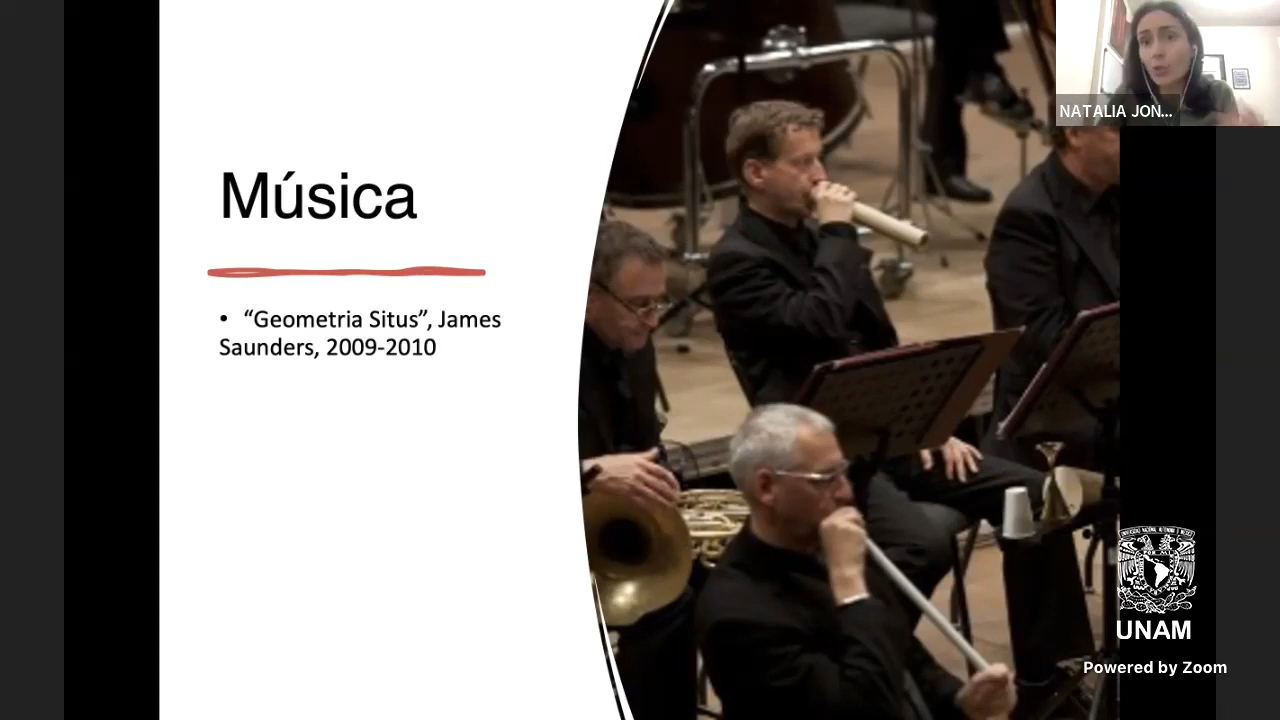 NATALIA JON...
Música
• “Geometria Situs”, James
Saunders, 2009-2010
UNAM
Powered by Zoom